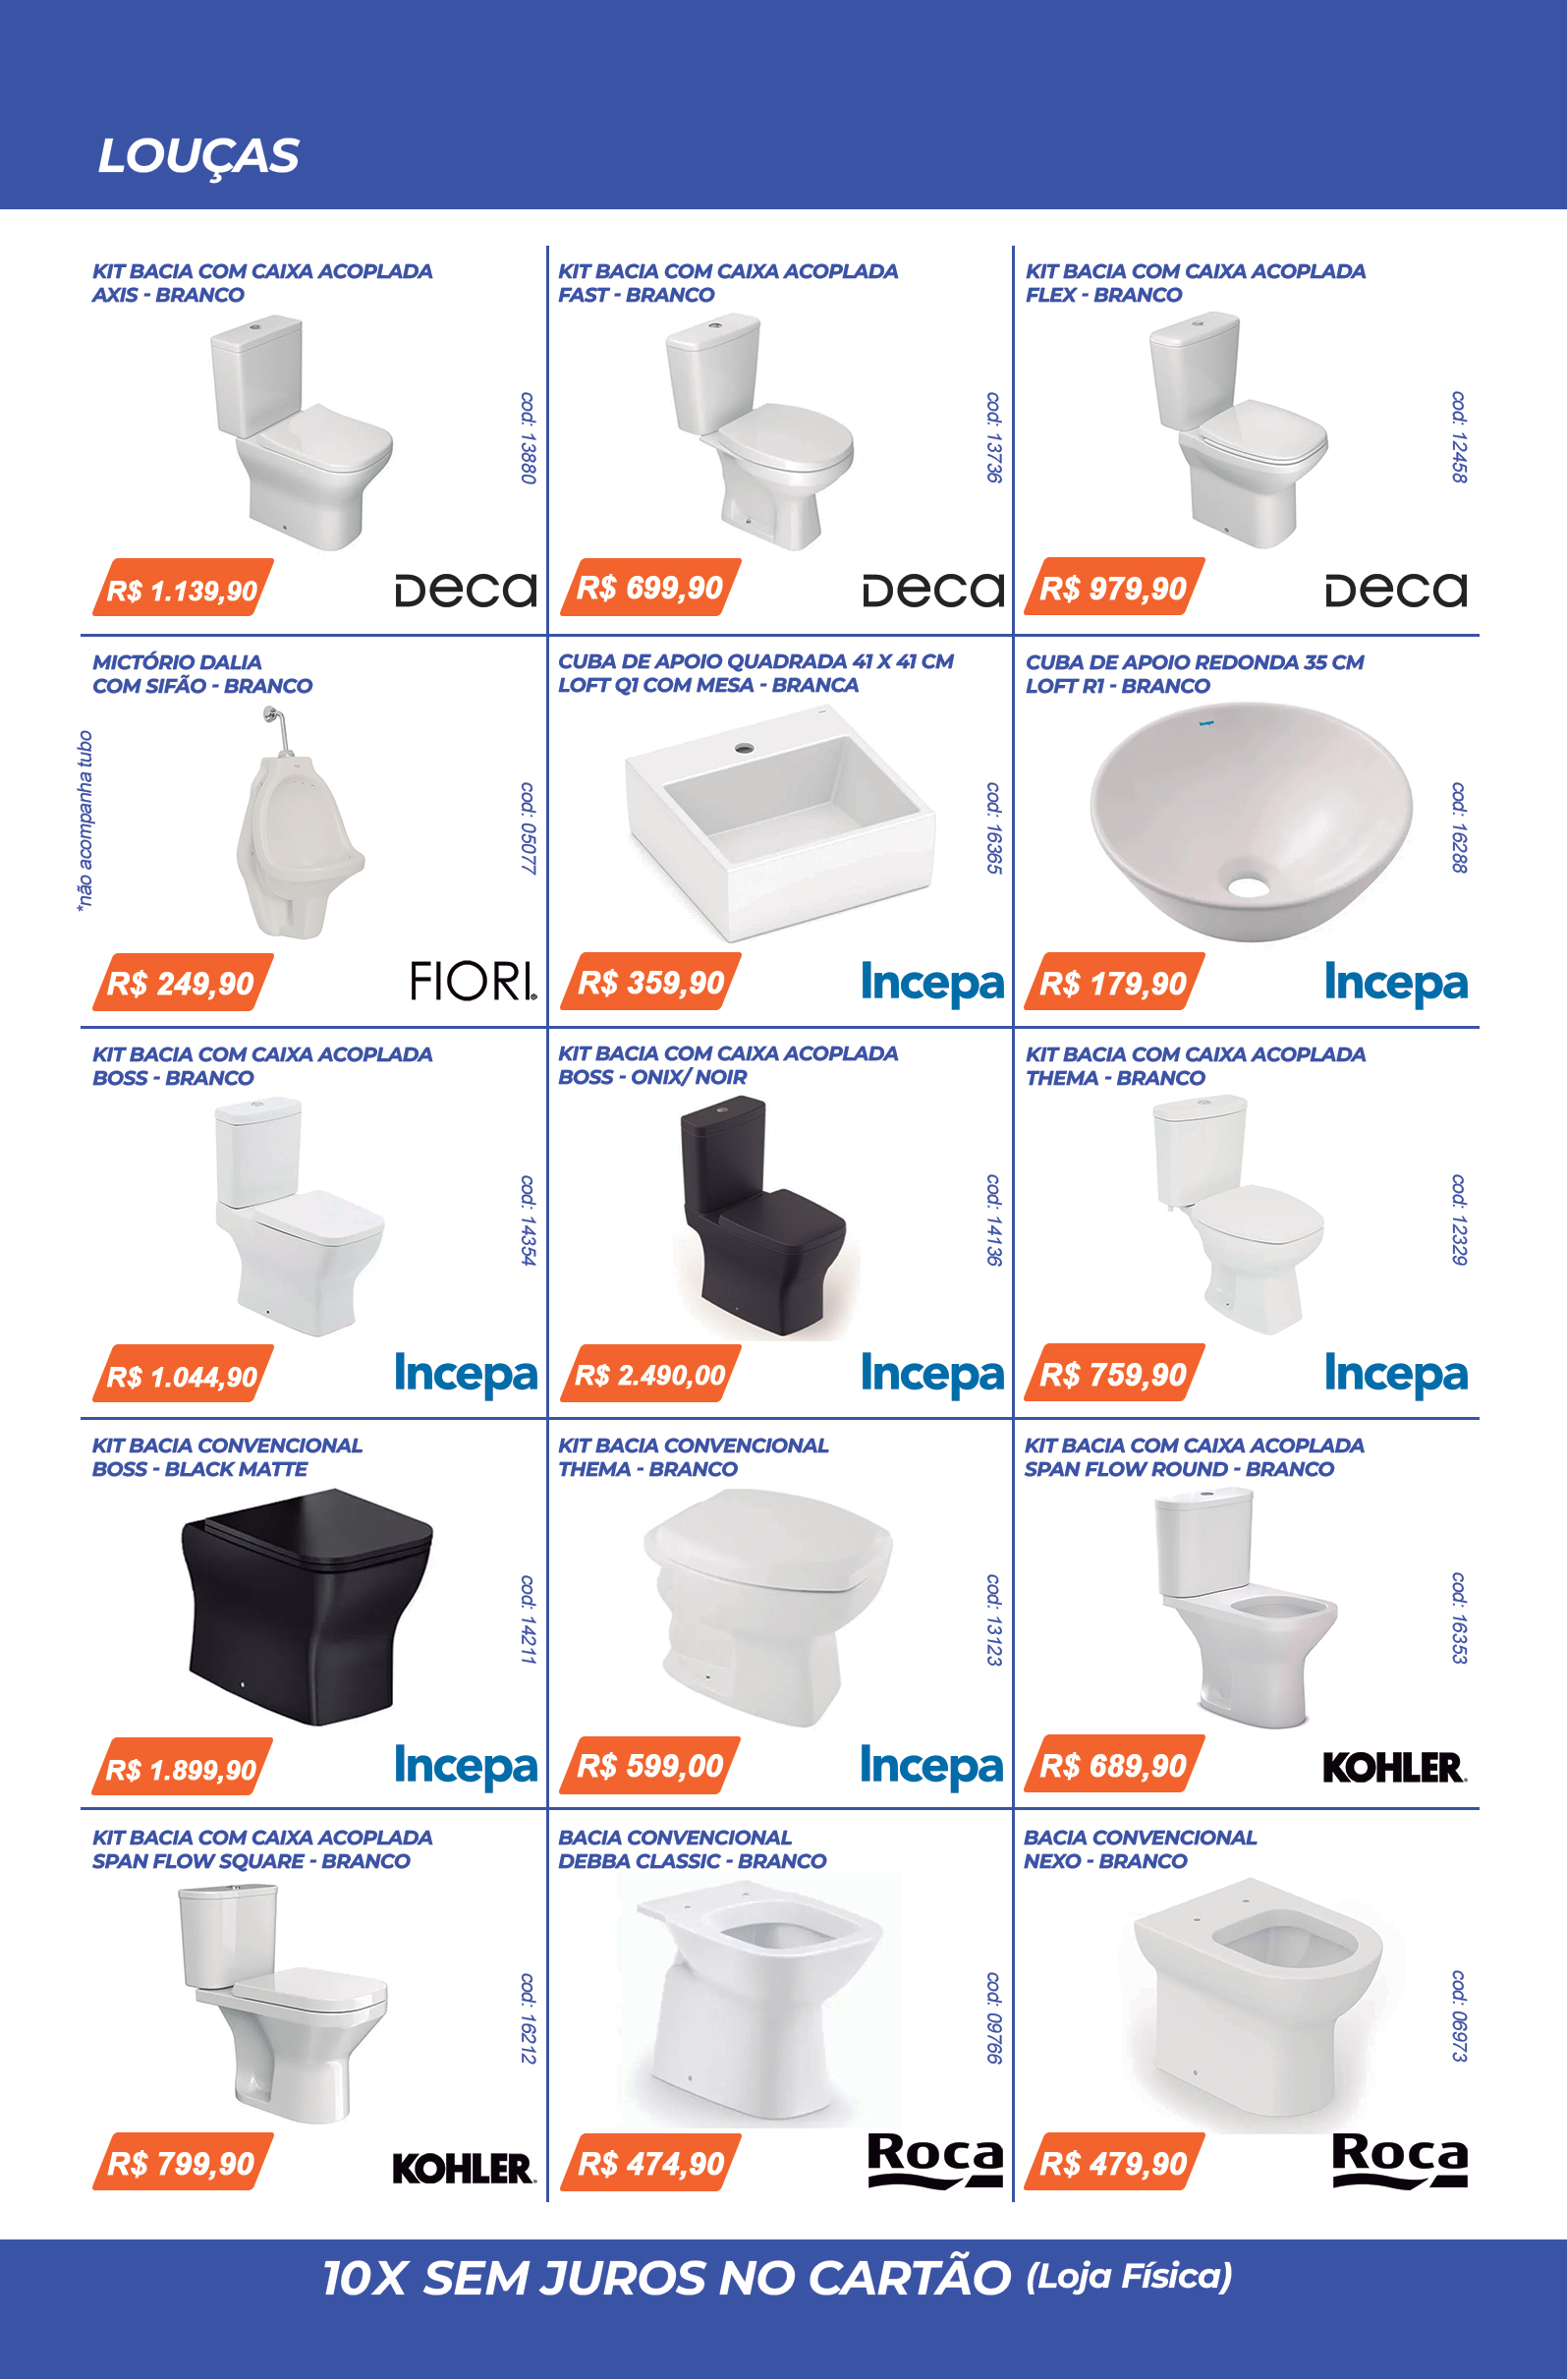 LOUÇAS
KIT BACIA COM CAIXA ACOPLADA
AXIS - BRANCO
cod: 13880
R$ 1.139,90
Deca
KIT BACIA COM CAIXA ACOPLADA
FAST - BRANCO
cod: 13736
R$ 699,90
Deca
KIT BACIA COM CAIXA ACOPLADA
FLEX - BRANCO
cod: 12458
R$ 979,90
Deca
MICTÓRIO DALIA
COM SIFÃO - BRANCO
*não acompanha tubo
cod: 05077
R$ 249,90
FIORI®
CUBA DE APOIO QUADRADA 41 X 41 CM
LOFT Q1 COM MESA - BRANCA
cod: 16365
R$ 359,90
Incepa
CUBA DE APOIO REDONDA 35 CM
LOFT R1 - BRANCO
Incepa
cod: 16288
R$ 179,90
Incepa
KIT BACIA COM CAIXA ACOPLADA
BOSS - BRANCO
cod: 14354
R$ 1.044,90
Incepa
KIT BACIA COM CAIXA ACOPLADA
BOSS - ONIX/ NOIR
cod: 14136
R$ 2.490,00
Incepa
KIT BACIA COM CAIXA ACOPLADA
THEMA - BRANCO
cod: 12329
R$ 759,90
Incepa
KIT BACIA CONVENCIONAL
BOSS - BLACK MATTE
cod: 14211
R$ 1.899,90
Incepa
KIT BACIA CONVENCIONAL
THEMA - BRANCO
cod: 13123
R$ 599,00
Incepa
KIT BACIA COM CAIXA ACOPLADA
SPAN FLOW ROUND - BRANCO
cod: 16353
R$ 689,90
KOHLER®
KIT BACIA COM CAIXA ACOPLADA
SPAN FLOW SQUARE - BRANCO
cod: 16212
R$ 799,90
KOHLER®
BACIA CONVENCIONAL
DEBBA CLASSIC - BRANCO
cod: 09766
R$ 474,90
Roca
BACIA CONVENCIONAL
NEXO - BRANCO
cod: 06973
R$ 479,90
Roca
10X SEM JUROS NO CARTÃO (Loja Física)